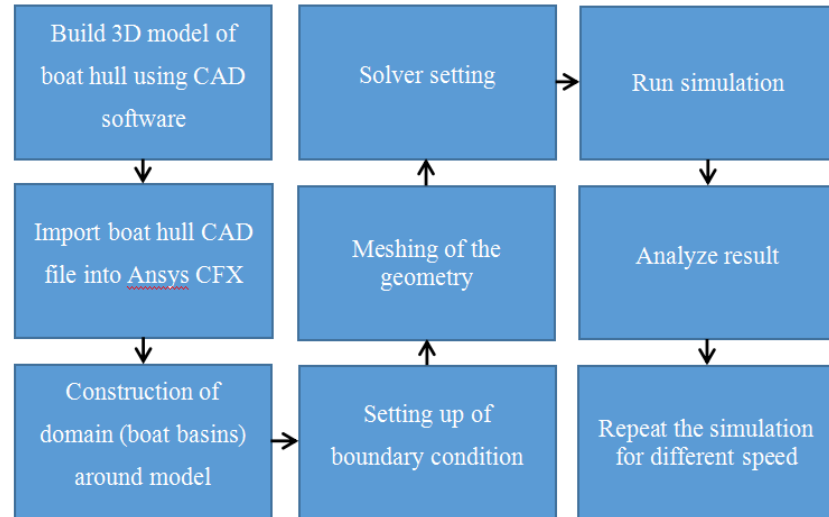 Build 3D model of
boat hull using CAD
software
Import boat hull CAD
file into Ansys CFX
Construction of
domain (boat basins)
around model
Setting up of
boundary condition
Meshing of the
geometry
Solver setting
Run simulation
Analyze result
Repeat the simulation
for different speed